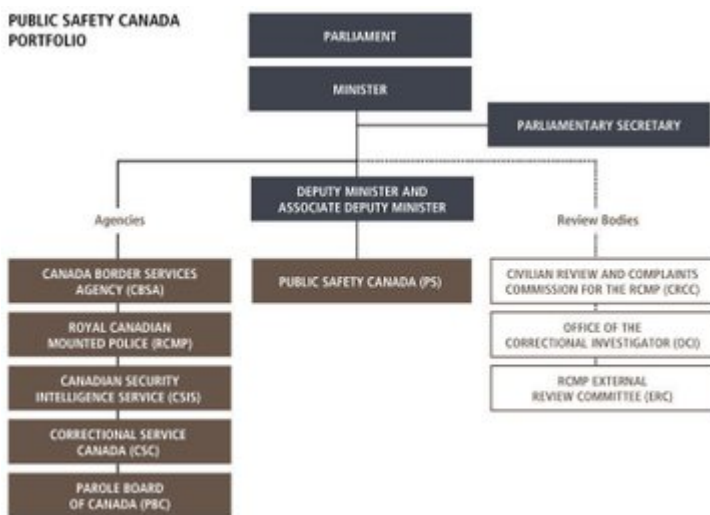 PUBLIC SAFETY CANADA
PORTFOLIO
PARLIAMENT
MINISTER
PARLIAMENTARY SECRETARY
DEPUTY MINISTER AND
ASSOCIATE DEPUTY MINISTER
Agencies
Review Bodies
CANADA BORDER SERVICES
AGENCY (CBSA)
ROYAL CANADIAN
MOUNTED POLICE (RCMP)
CANADIAN SECURITY
INTELLIGENCE SERVICE (CSIS)
CORRECTIONAL SERVICE
CANADA (CSC)
PAROLE BOARD
OF CANADA (PBC)
PUBLIC SAFETY CANADA (PS)
CIVILIAN REVIEW AND COMPLAINTS
COMMISSION FOR THE RCMP (CRCC)
OFFICE OF THE
CORRECTIONAL INVESTIGATOR (OCI)
RCMP EXTERNAL
REVIEW COMMITTEE (ERC)